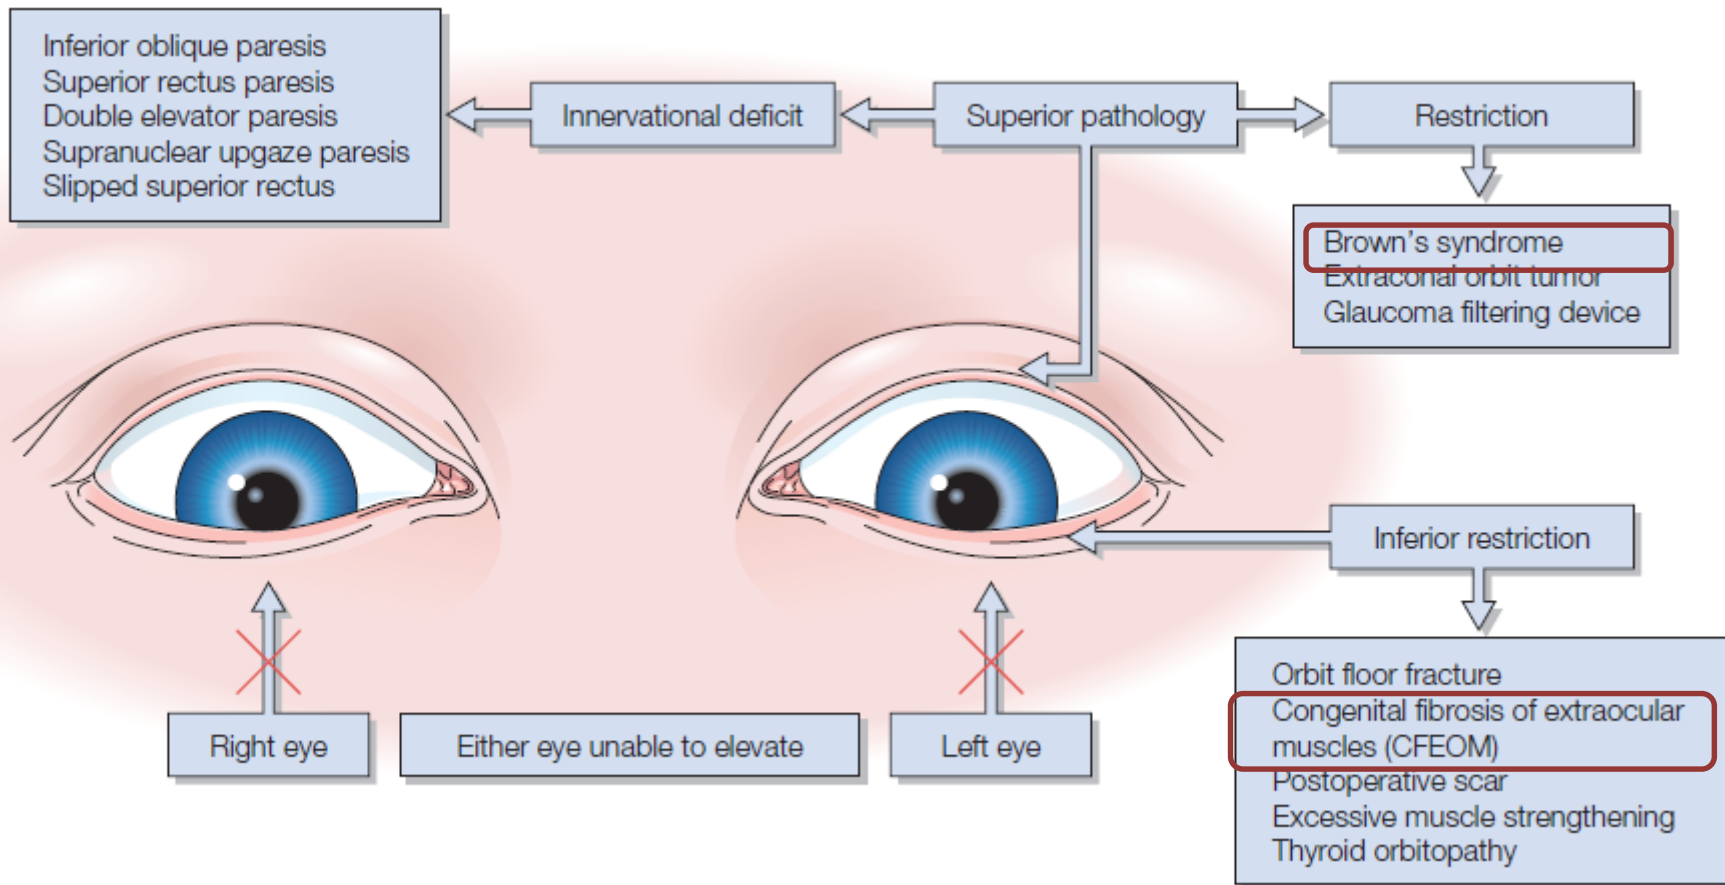 Inferior oblique paresis
Superior rectus paresis
Double elevator paresis
Supranuclear upgaze paresis
Slipped superior rectus
Innervational deficit
Superior pathology
Restriction
Brown's syndrome
Extraconal orbit tumor
Glaucoma filtering device
Inferior restriction
Orbit floor fracture
Congenital fibrosis of extraocular
muscles (CFEOM)
Postoperative scar
Excessive muscle strengthening
Thyroid orbitopathy
Right eye
Either eye unable to elevate
Left eye